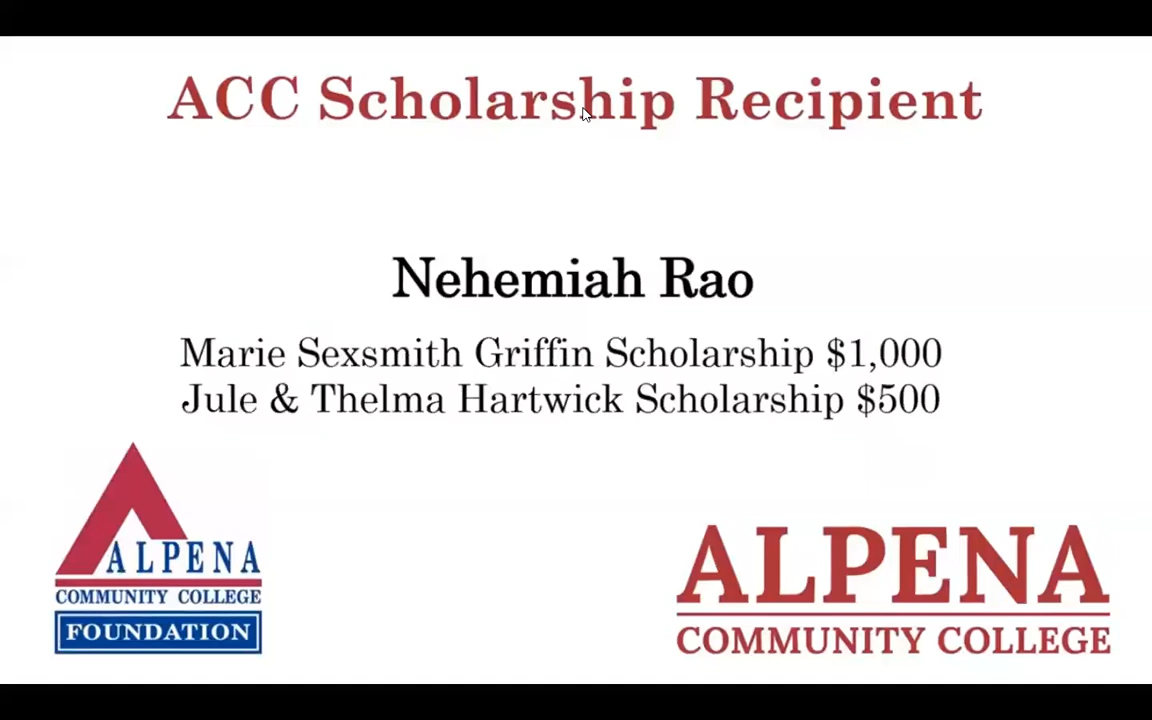 ACC Scholarship Recipient
Nehemiah Rao
Marie Sexsmith Griffin Scholarship $1,000
Jule & Thelma Hartwick Scholarship $500
ALPENA
COMMUNITY COLLEGE
FOUNDATION
ALPENA
COMMUNITY COLLEGE